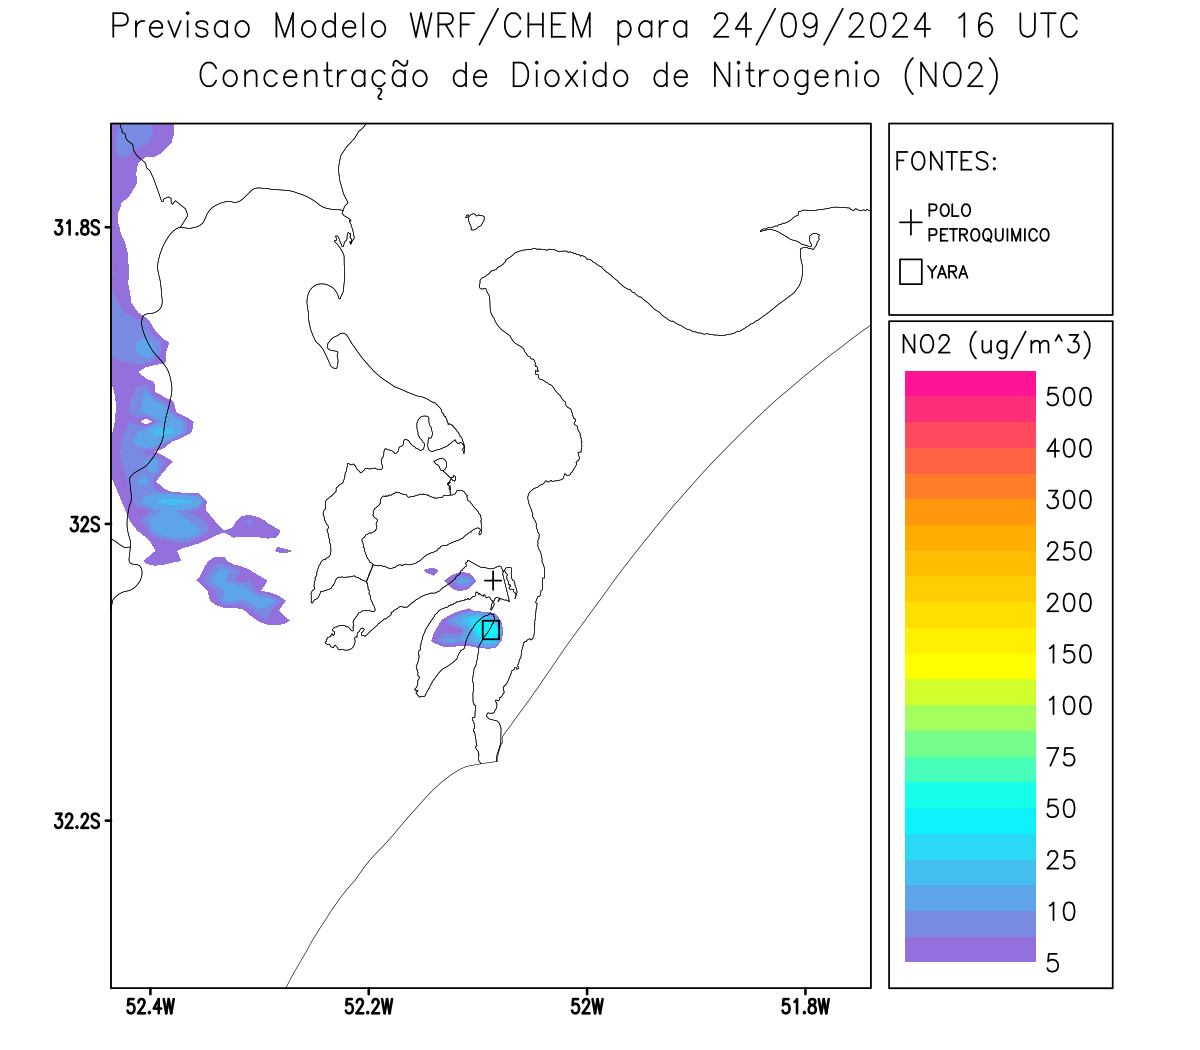 Previsao Modelo WRF/CHEM para 24/09/2024 16 UTC
Concentração de Dioxido de Nitrogenio (NO2)
FONTES:
POLO
PETROQUIMICO
YARA
31.8S
32S
32.2S
52.4W
52.2W
52W
51.8W
NO2 (ug/m^3)
500
400
300
250
200
150
100
75
50
25
10
5